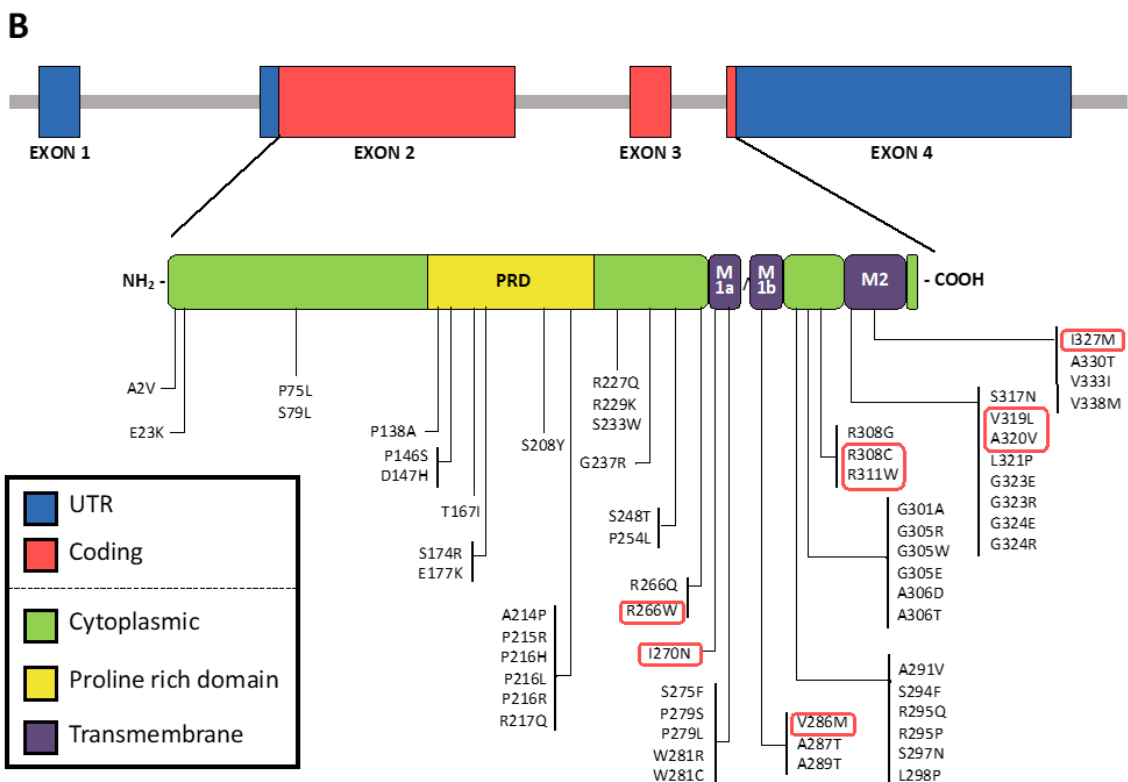 B
EXON 1
EXON 2
EXON 3
EXON 4
NH2 -
PRD
M
1a
/
M
1b
M2
- COOH
A2V
E23K
P75L
S79L
P138A
P146S
D147H
T167I
S174R
E177K
S208Y
A214P
P215R
P216H
P216L
P216R
R217Q
R227Q
R229K
S233W
G237R
S248T
P254L
R266Q
R266W
I270N
S275F
P279S
P279L
W281R
W281C
V286M
A287T
A289T
A291V
S294F
R295Q
R295P
S297N
L298P
G301A
G305R
G305W
G305E
A306D
A306T
R308G
R308C
R311W
S317N
V319L
A320V
L321P
G323E
G323R
G324E
G324R
I327M
A330T
V333I
V338M
UTR
Coding
Cytoplasmic
Proline rich domain
Transmembrane